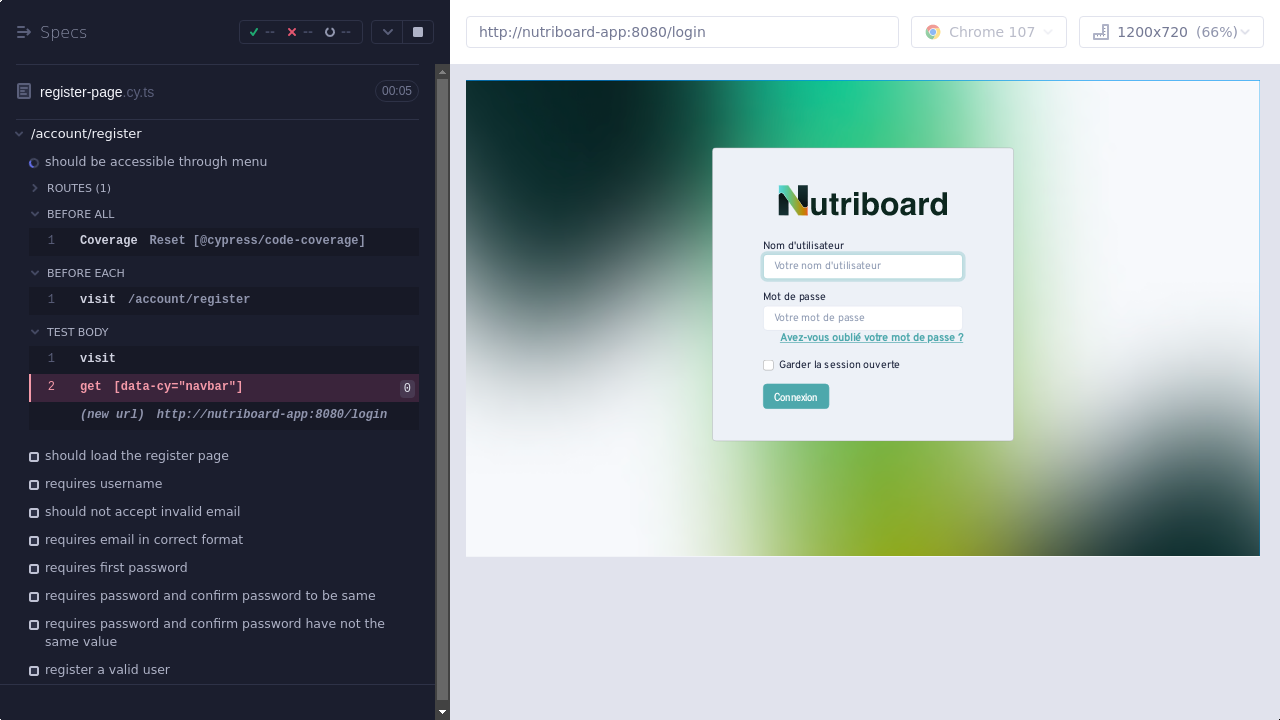 Specs
--
--
--
http://nutriboard-app:8080/login
Chrome 107
1200x720 (66%)
register-page.cy.ts
00:05
/account/register
should be accessible through menu
ROUTES (1)
BEFORE ALL
1 Coverage Reset [@cypress/code-coverage]
BEFORE EACH
1 visit /account/register
TEST BODY
1 visit
2 get [data-cy="navbar"] 0
(new url) http://nutriboard-app:8080/login
should load the register page
requires username
should not accept invalid email
requires email in correct format
requires first password
requires password and confirm password to be same
requires password and confirm password have not the
same value
register a valid user
Nutriboard
Nom d'utilisateur
Votre nom d'utilisateur
Mot de passe
Votre mot de passe
Avez-vous oublié votre mot de passe ?
Garder la session ouverte
Connexion